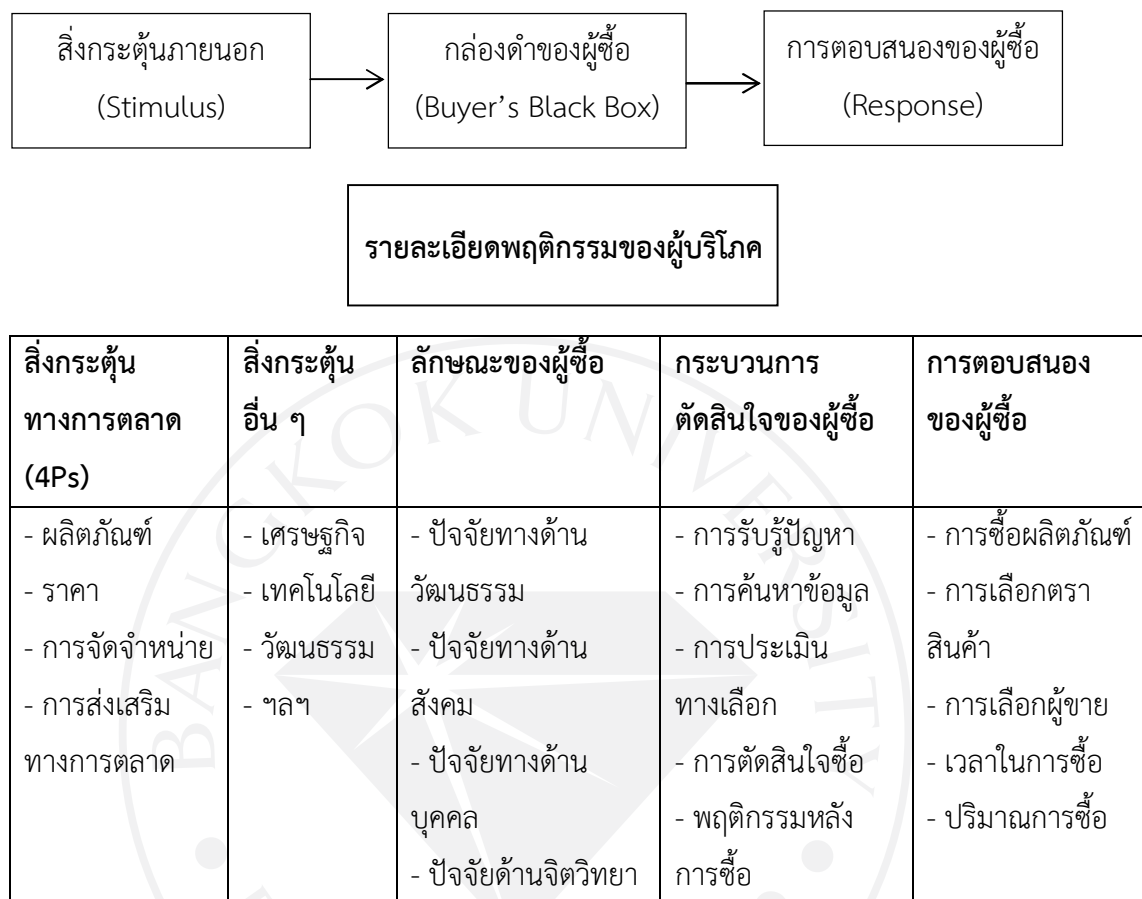 สิ่งกระตุ้นภายนอก
(Stimulus)
กล่องดำของผู้ซื้อ
(Buyer’s Black Box)
การตอบสนองของผู้ซื้อ
(Response)
รายละเอียดพฤติกรรมของผู้บริโภค
สิ่งกระตุ้น
ทางการตลาด
(4Ps)
สิ่งกระตุ้น
อื่น ๆ
ลักษณะของผู้ซื้อ
กระบวนการ
ตัดสินใจของผู้ซื้อ
การตอบสนอง
ของผู้ซื้อ
- ผลิตภัณฑ์
- ราคา
- การจัดจำหน่าย
- การส่งเสริม
ทางการตลาด
- เศรษฐกิจ
- เทคโนโลยี
- วัฒนธรรม
- ฯลฯ
- ปัจจัยทางด้าน
วัฒนธรรม
- ปัจจัยทางด้าน
สังคม
- ปัจจัยทางด้าน
บุคคล
- ปัจจัยด้านจิตวิทยา
- การรับรู้ปัญหา
- การค้นหาข้อมูล
- การประเมิน
ทางเลือก
- การตัดสินใจซื้อ
- พฤติกรรมหลัง
การซื้อ
- การซื้อผลิตภัณฑ์
- การเลือกตรา
สินค้า
- การเลือกผู้ขาย
- เวลาในการซื้อ
- ปริมาณการซื้อ
BANGKOK UNIVERSITY